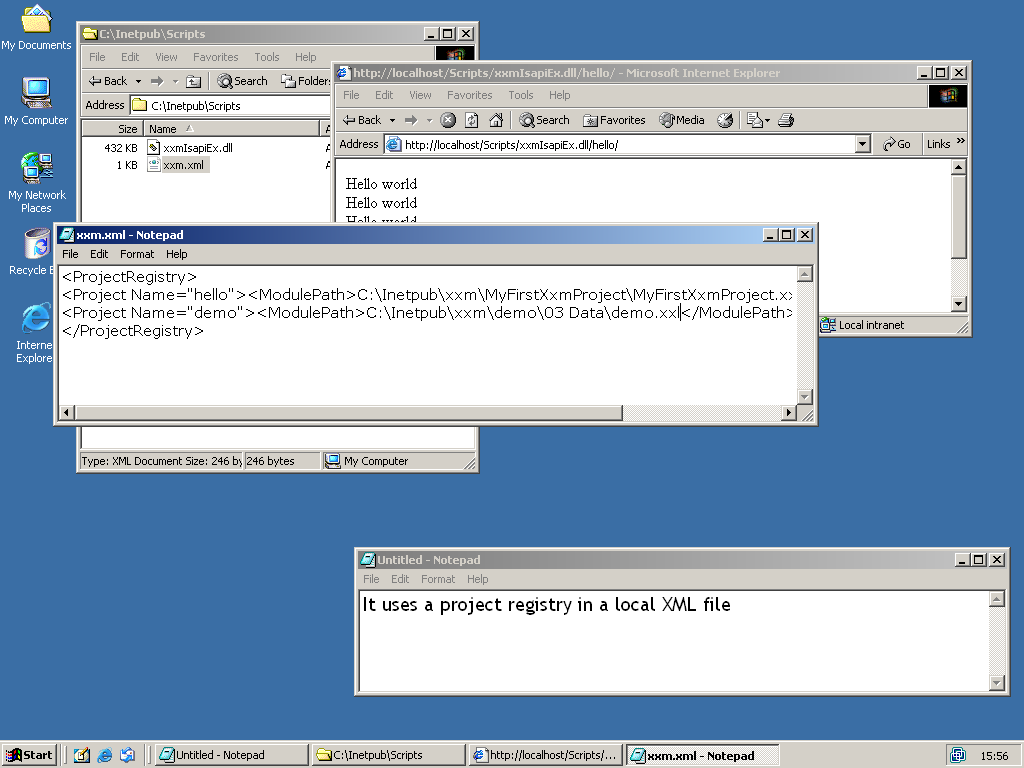 My Documents
My Computer
My Network
Places
Recycle
Interne
Explore
C:\Inetpub\Scripts
File Edit View Favorites Tools Help
Back Search Folders
Address C:\Inetpub\Scripts
Size Name
432 KB xxmIsapiEx.dll
1 KB xxm.xml
Type: XML Document Size: 246 by 246 bytes My Computer
http://localhost/Scripts/xxmIsapiEx.dll/hello/ - Microsoft Internet Explorer
File Edit View Favorites Tools Help
Back Search Favorites Media
Address http://localhost/Scripts/xxmIsapiEx.dll/hello/ Go Links »
Hello world
Hello world
Hello world
Local intranet
xxm.xml - Notepad
File Edit Format Help
<ProjectRegistry>
<Project Name="hello"><ModulePath>C:\Inetpub\xxm\MyFirstXxmProject\MyFirstXxmProject.xx
<Project Name="demo"><ModulePath>C:\Inetpub\xxm\demo\03 Data\demo.xxl</ModulePath>
</ProjectRegistry>
Untitled - Notepad
File Edit Format Help
It uses a project registry in a local XML file
Start Untitled - Notepad C:\Inetpub\Scripts http://localhost/Scripts/... xxm.xml - Notepad 15:56